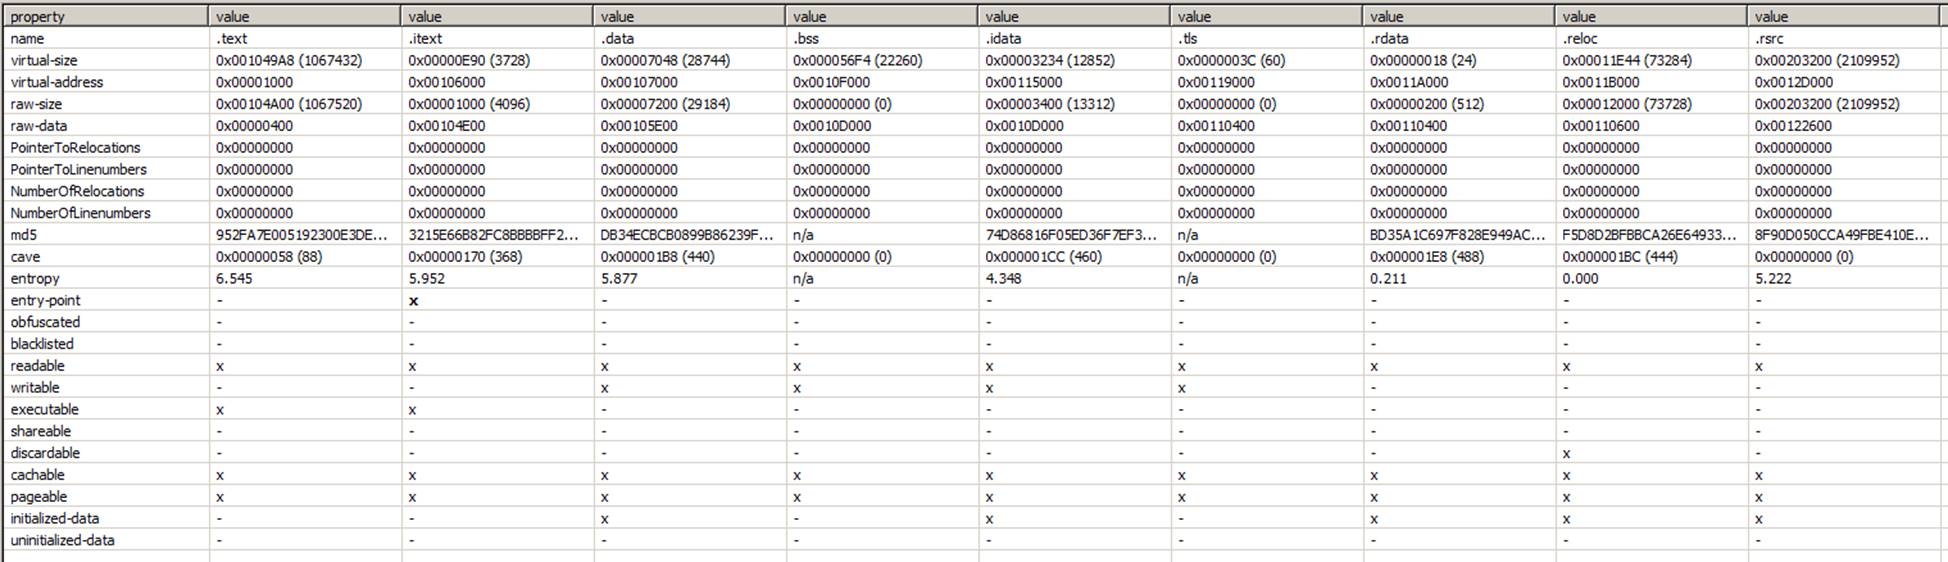 property value value value value value value value value value
name .text .itext .data .bss .idata .tls .rdata .reloc .rsrc
virtual-size 0x001049A8 (1067432) 0x00000E90 (3728) 0x00007048 (28744) 0x000056F4 (22260) 0x00003234 (12852) 0x0000003C (60) 0x00000018 (24) 0x00011E44 (73284) 0x00203200 (2109952)
virtual-address 0x00001000 0x00106000 0x00107000 0x0010F000 0x00115000 0x00119000 0x0011A000 0x0011B000 0x0012D000
raw-size 0x00104A00 (1067520) 0x00001000 (4096) 0x00007200 (29184) 0x00000000 (0) 0x00003400 (13312) 0x00000000 (0) 0x00000200 (512) 0x00012000 (73728) 0x00203200 (2109952)
raw-data 0x00000400 0x00104E00 0x00105E00 0x0010D000 0x0010D000 0x00110400 0x00110400 0x00110600 0x00122600
PointerToRelocations 0x00000000 0x00000000 0x00000000 0x00000000 0x00000000 0x00000000 0x00000000 0x00000000 0x00000000
PointerToLinenumbers 0x00000000 0x00000000 0x00000000 0x00000000 0x00000000 0x00000000 0x00000000 0x00000000 0x00000000
NumberOfRelocations 0x00000000 0x00000000 0x00000000 0x00000000 0x00000000 0x00000000 0x00000000 0x00000000 0x00000000
NumberOfLinenumbers 0x00000000 0x00000000 0x00000000 0x00000000 0x00000000 0x00000000 0x00000000 0x00000000 0x00000000
md5 952FA7E005192300E3DE... 3215E66B82FC8BBBBFF2... DB34ECBCB0899B86239F... n/a 74D86816F05ED36F7EF3... n/a BD35A1C697F828E949AC... F5D8D2BFBBCA26E64933... 8F90D050CCA49FBE410E...
cave 0x00000058 (88) 0x00000170 (368) 0x000001B8 (440) 0x00000000 (0) 0x000001CC (460) 0x00000000 (0) 0x000001E8 (488) 0x000001BC (444) 0x00000000 (0)
entropy 6.545 5.952 5.877 n/a 4.348 n/a 0.211 0.000 5.222
entry-point - x - - - - - - -
obfuscated - - - - - - - - -
blacklisted - - - - - - - - -
readable x x x x x x x x x
writable - - x x x x - - -
executable x x - - - - - - -
shareable - - - - - - - - -
discardable - - - - - - - x -
cachable x x x x x x x x x
pageable x x x x x x x x x
initialized-data - - x - x - x x x
uninitialized-data - - - - - - - - -